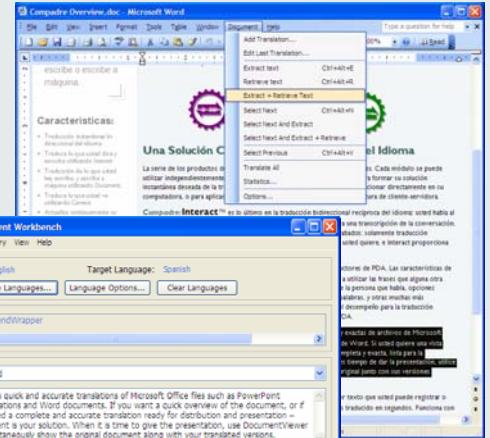 Compadre Overview.doc - Microsoft Word
File Edit View Insert Format Tools Table Window Document Help
Type a question for help
Read
Add Translation...
Edit Last Translation...
Extract text Ctrl+Alt+E
Retrieve text Ctrl+Alt+R
Extract + Retrieve Text
Select Next Ctrl+Alt+N
Select Next And Extract
Select Next And Extract + Retrieve
Select Previous Ctrl+Alt+V
Translate All
Statistics...
Options...
escribe o escribe a
máquina.
Características:
Una Solución C
el Idioma
La serie de los productos d
utilizar independientemente
instantánea deseada de la tr
computadora, o para aplicac
s. Cada módulo se puede
a formar su solución
cionar directamente en su
ura de cliente-servidora.
Compadre:Interact™ es lo último en la traducción bidireccional recíproca del idioma: usted habla al
a una transcripción de la conversación.
abados: solamente traducción
usted quiere, e interact proporciona
ctores de PDA. Las características de
a utilizar las frases que alguna otra
e la persona que habla, opciones
alabras, y otras muchas más
l desempeño para la traducción
DA.
y exactas de archivos de Microsoft
de Word. Si usted quiere una vista
mpleta y exacta, lista para la
s tiempo de dar la presentación, utilice
riginal junto con sus versiones
r texto que usted puede registrar o
traducido en segundos. Funciona con
ent Workbench
ry View Help
glish Target Language: Spanish
Languages... Language Options... Clear Languages
ndWrapper
d
quick and accurate translations of Microsoft Office files such as PowerPoint
ations and Word documents. If you want a quick overview of the document, or if
ed a complete and accurate translation ready for distribution and presentation –
ent is your solution. When it is time to give the presentation, use DocumentViewer
taneously show the original document along with your translated versions.